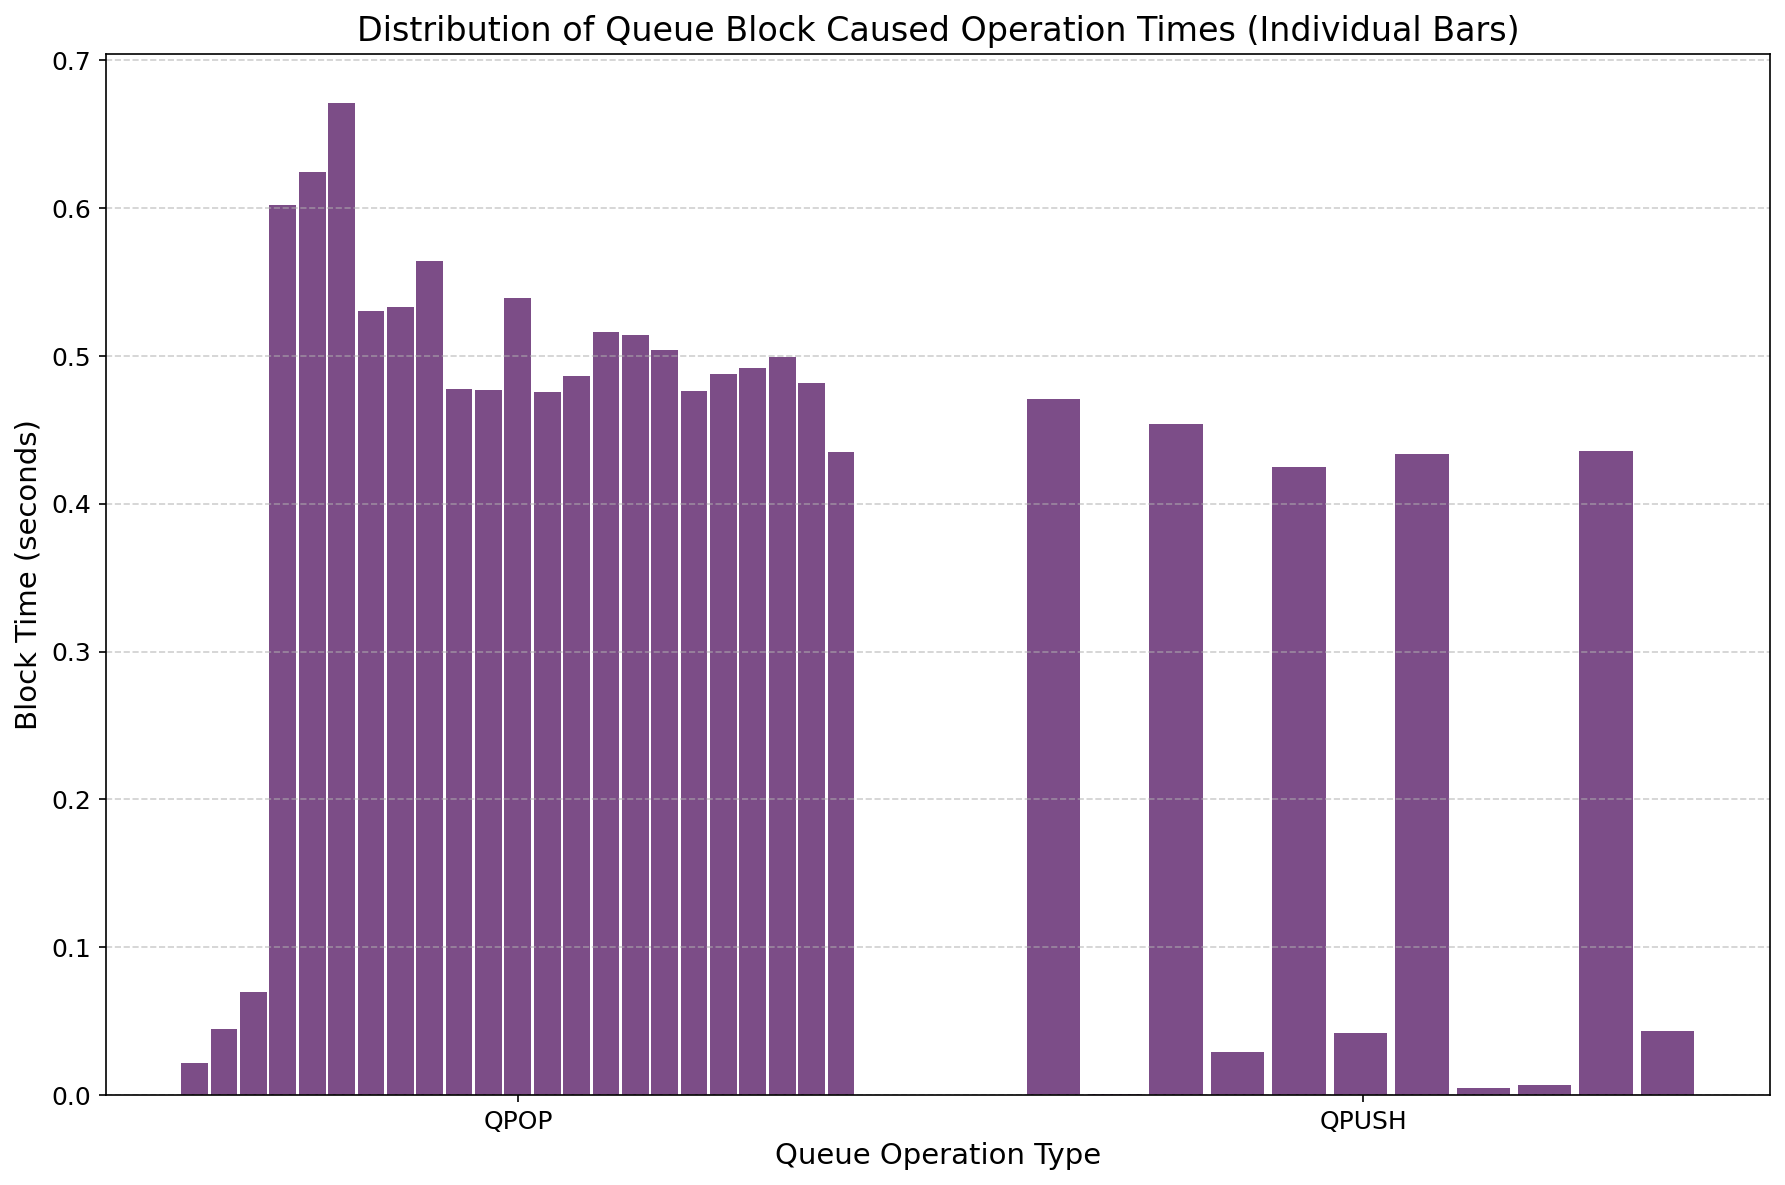 Distribution of Queue Block Caused Operation Times (Individual Bars)
Block Time (seconds)
0.7
0.6
0.5
0.4
0.3
0.2
0.1
0.0
QPOP QPUSH
Queue Operation Type